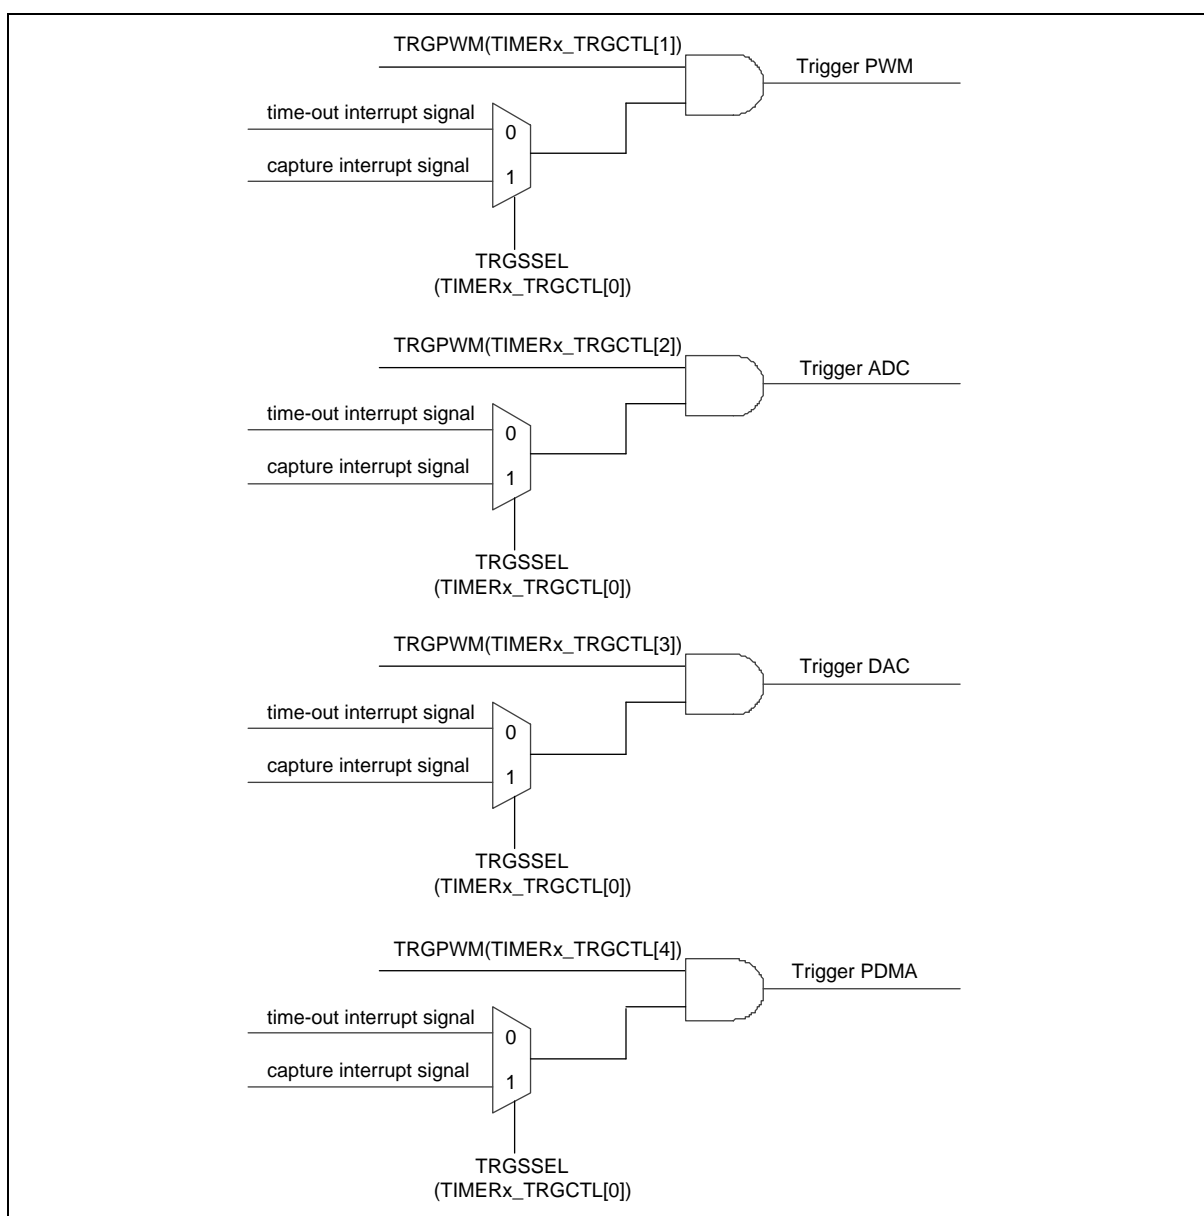 TRGPWM(TIMERx_TRGCTL[1])
Trigger PWM
time-out interrupt signal
0
capture interrupt signal
1
TRGSSEL
(TIMERx_TRGCTL[0])
TRGPWM(TIMERx_TRGCTL[2])
Trigger ADC
time-out interrupt signal
0
capture interrupt signal
1
TRGSSEL
(TIMERx_TRGCTL[0])
TRGPWM(TIMERx_TRGCTL[3])
Trigger DAC
time-out interrupt signal
0
capture interrupt signal
1
TRGSSEL
(TIMERx_TRGCTL[0])
TRGPWM(TIMERx_TRGCTL[4])
Trigger PDMA
time-out interrupt signal
0
capture interrupt signal
1
TRGSSEL
(TIMERx_TRGCTL[0])